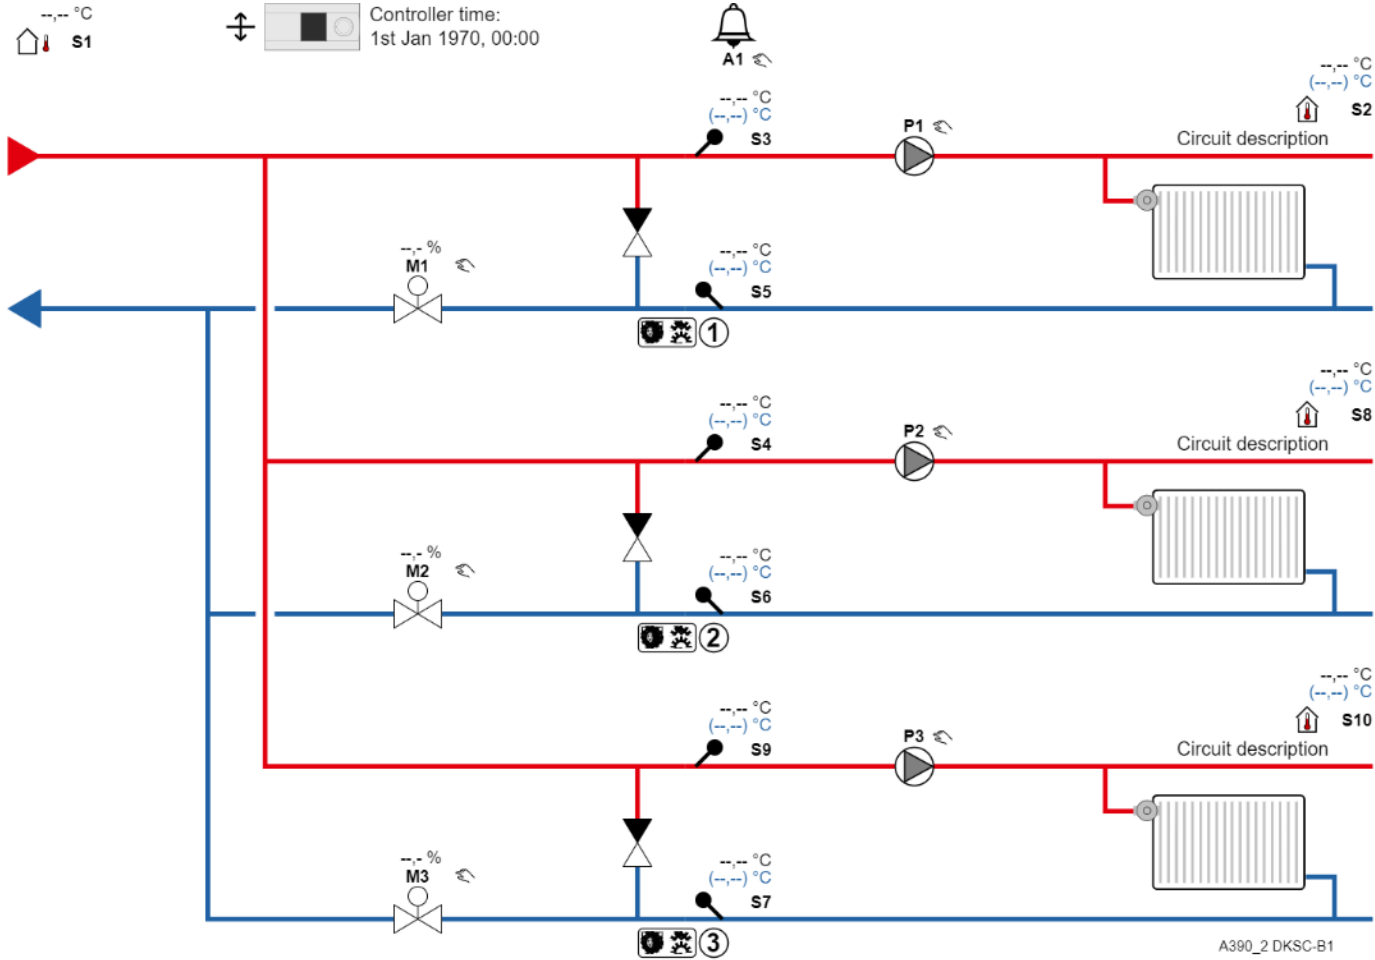 --,-- °C
S1
Controller time:
1st Jan 1970, 00:00
A1
--,-- °C
(--,--) °C
S2
Circuit description
--,-- °C
(--,--) °C
S3
P1
--,- %
M1
--,-- °C
(--,--) °C
S5
1
--,-- °C
(--,--) °C
S8
Circuit description
--,-- °C
(--,--) °C
S4
P2
--,- %
M2
--,-- °C
(--,--) °C
S6
2
--,-- °C
(--,--) °C
S10
Circuit description
--,-- °C
(--,--) °C
S9
P3
--,- %
M3
--,-- °C
(--,--) °C
S7
3
A390_2 DKSC-B1